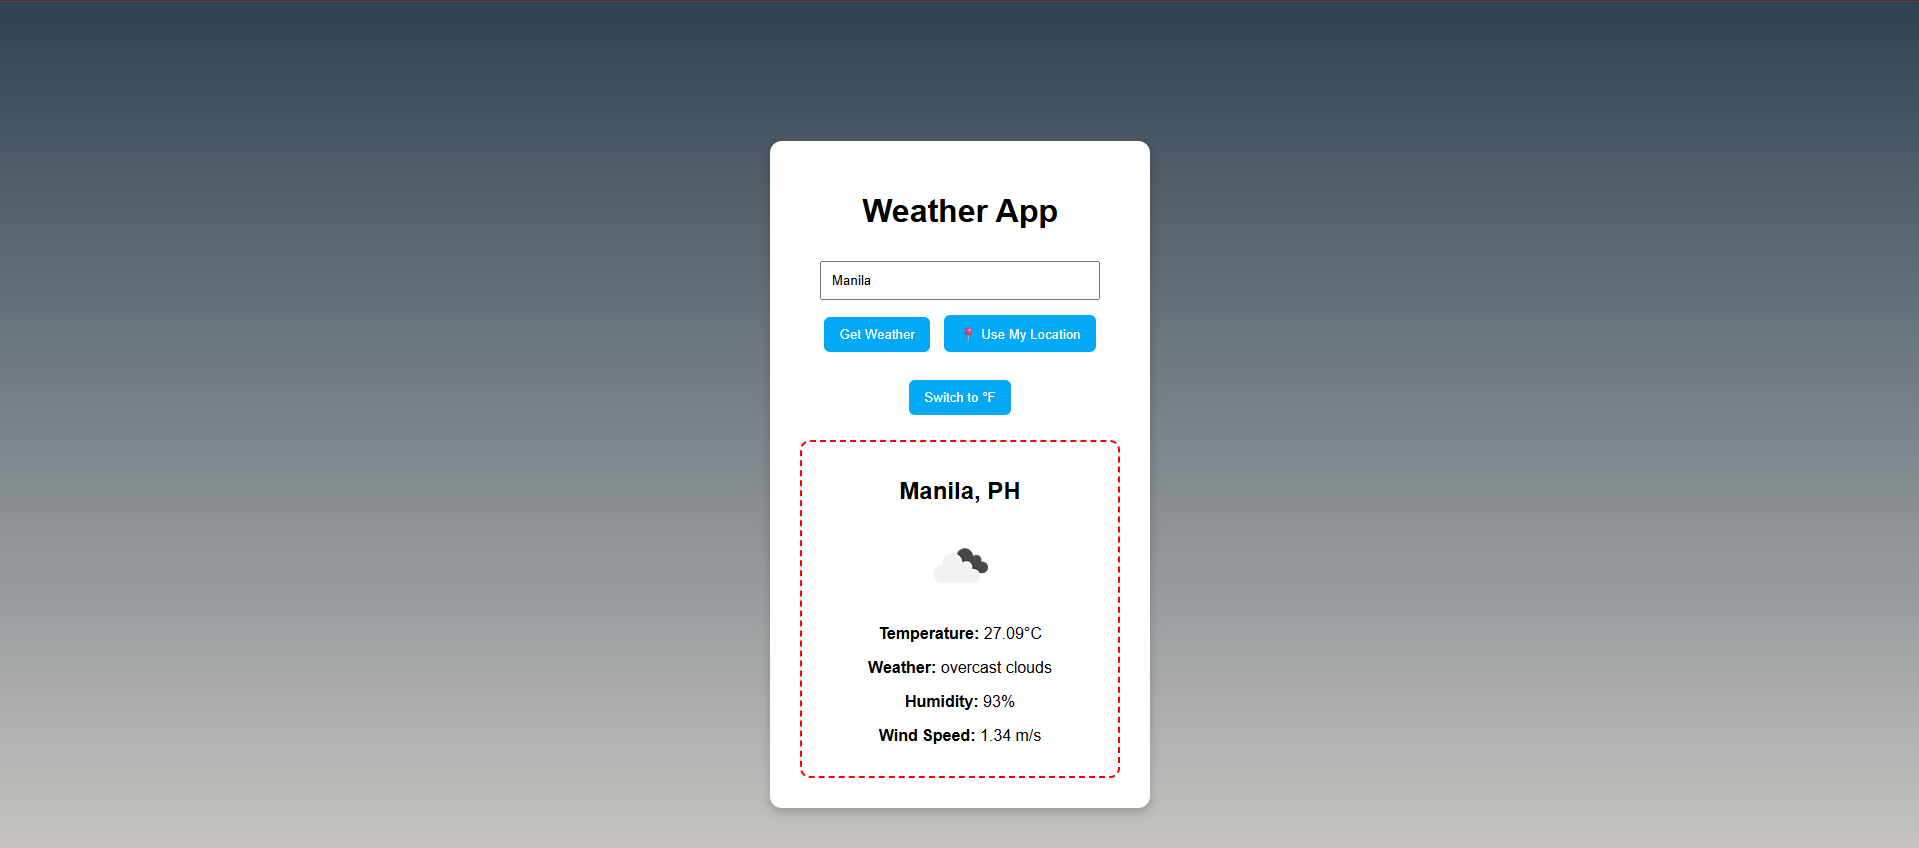 Weather App
Manila
Get Weather
📍 Use My Location
Switch to °F
Manila, PH
Temperature: 27.09°C
Weather: overcast clouds
Humidity: 93%
Wind Speed: 1.34 m/s